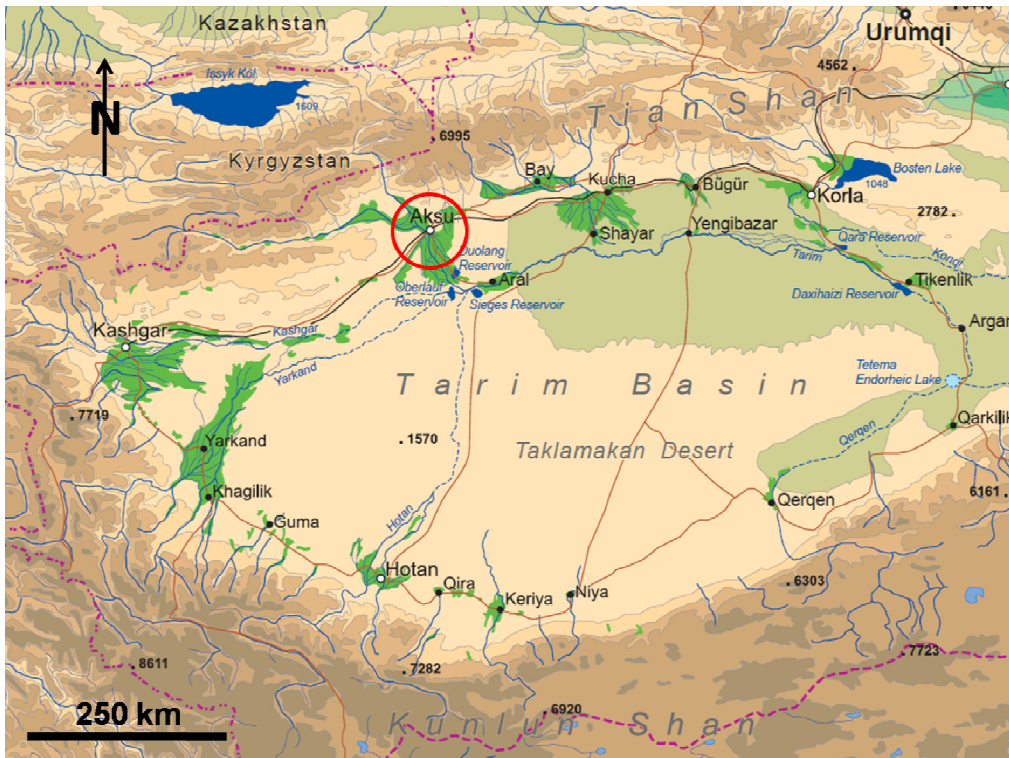 Kazakhstan
Urumqi
4562
Issyk Köl
1609
N
Tian Shan
6995
Kyrgyzstan
Bay
Kucha
Bügür
Bosten Lake
1048
Korla
2782
Aksu
Shayar
Yengibazar
Qara Reservoir
Konqi
Duolang
Reservoir
Tarim
Aral
Tikenlik
Oberlauf
Reservoir
Sieges Reservoir
Daxihaizi Reservoir
Kashgar
Kashgar
Argan
Yarkand
Tetema
Endorheic Lake
Tarim Basin
7719
Qarkilik
1570
Qerqen
Yarkand
Taklamakan Desert
Khagilik
6161
Qerqen
Guma
Hotan
Hotan
Qira
Niya
6303
Keriya
7723
8611
7282
250 km
6920
Kumlun Shan